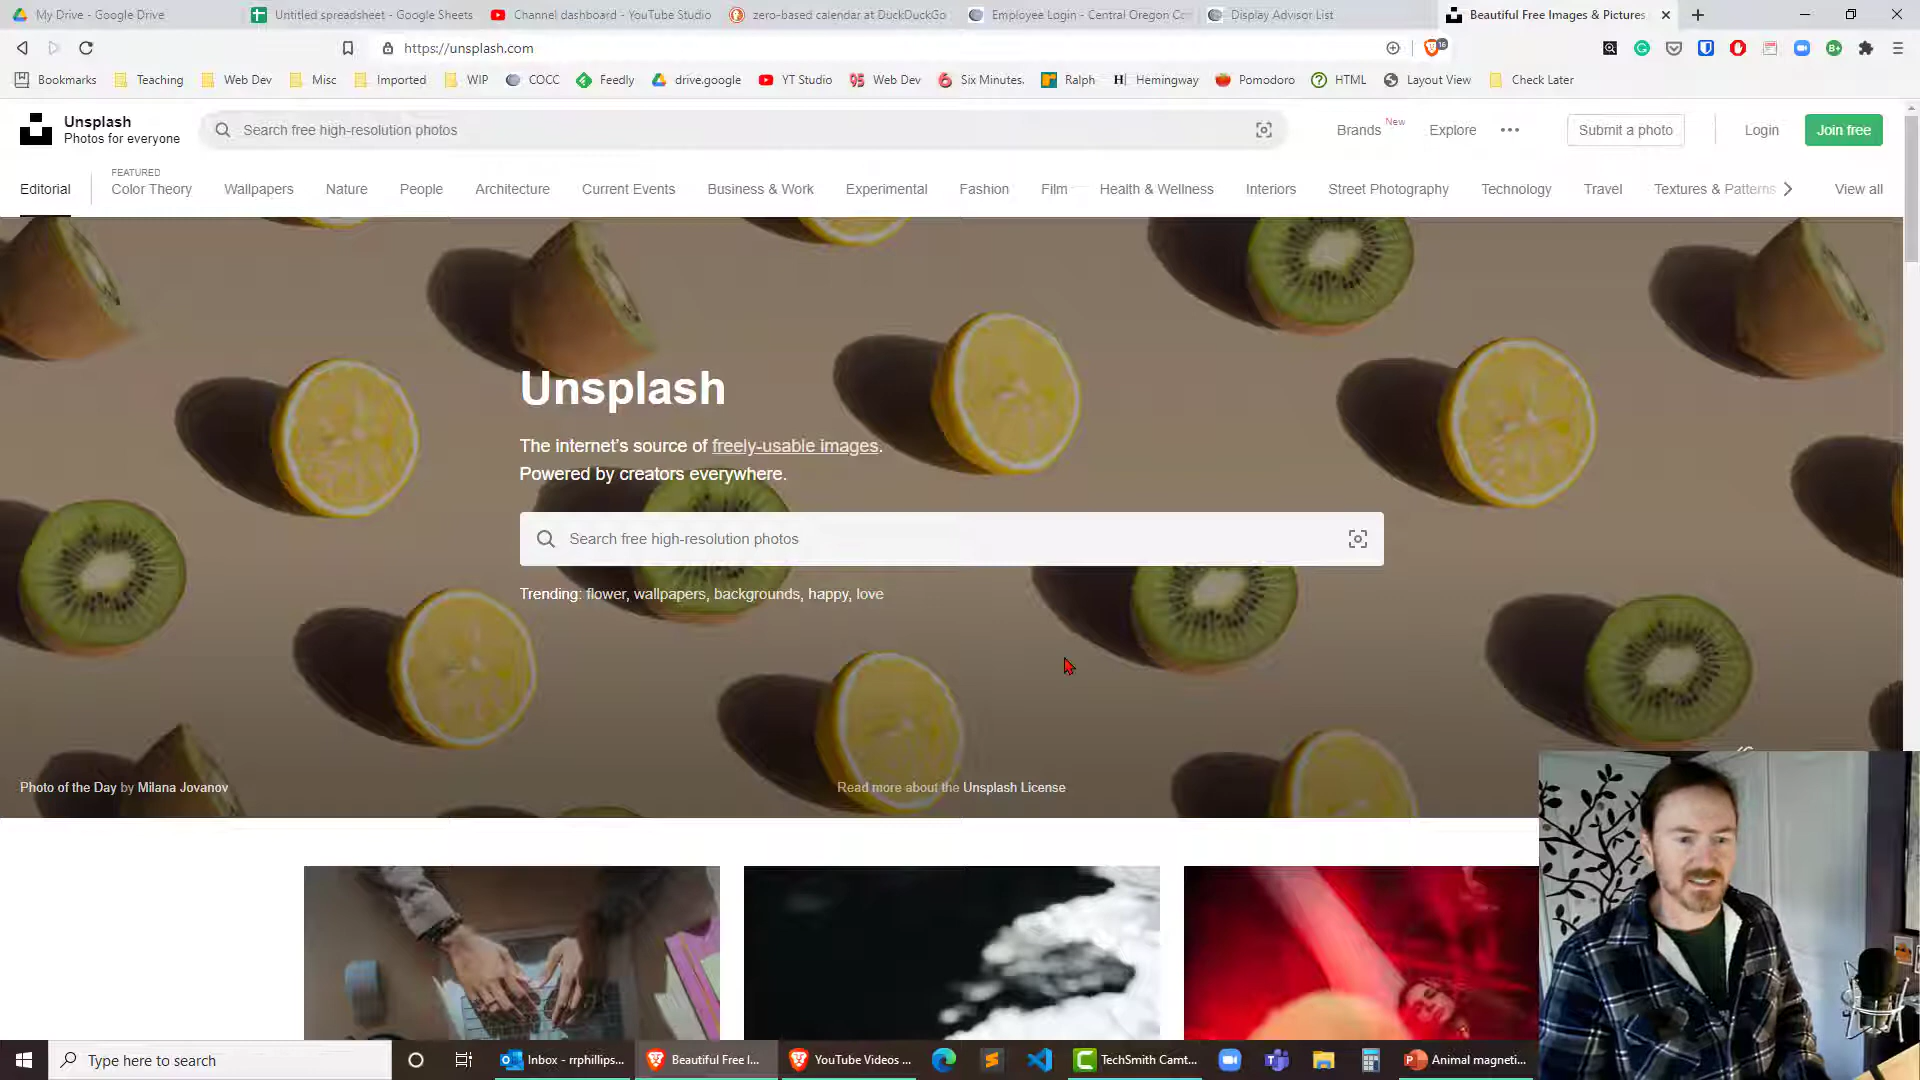 My Drive - Google Drive
Untitled spreadsheet - Google Sheets
Channel dashboard - YouTube Studio
zero-based calendar at DuckDuckGo
Employee Login - Central Oregon Cc
Display Advisor List
Beautiful Free Images & Pictures
https://unsplash.com
16
Bookmarks
Teaching
Web Dev
Misc
Imported
WIP
COCC
Feedly
drive.google
YT Studio
95 Web Dev
Six Minutes.
Ralph
H Hemingway
Pomodoro
HTML
Layout View
Check Later
Unsplash
Photos for everyone
Search free high-resolution photos
Brands New
Explore
Submit a photo
Login
Join free
Editorial
FEATURED
Color Theory
Wallpapers
Nature
People
Architecture
Current Events
Business & Work
Experimental
Fashion
Film
Health & Wellness
Interiors
Street Photography
Technology
Travel
Textures & Patterns
View all
Unsplash
The internet's source of freely-usable images.
Powered by creators everywhere.
Search free high-resolution photos
Trending: flower, wallpapers, backgrounds, happy, love
Photo of the Day by Milana Jovanov
Read more about the Unsplash License
Type here to search
Inbox - rrphillips...
Beautiful Free I...
YouTube Videos ...
TechSmith Camt...
Animal magneti...